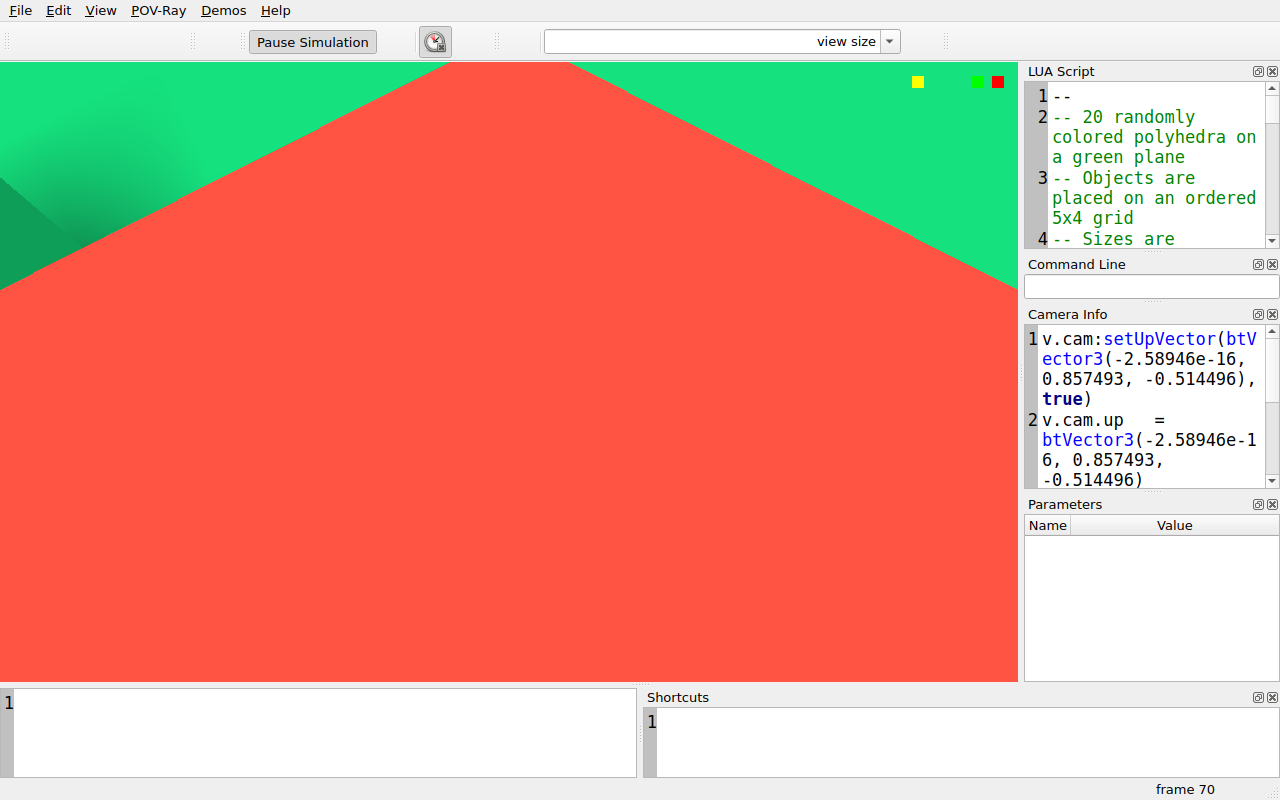 File Edit View POV-Ray Demos Help
Pause Simulation
view size
LUA Script
1 --
2 -- 20 randomly
colored polyhedra on
a green plane
3 -- Objects are
placed on an ordered
5x4 grid
4 -- Sizes are
Command Line
Camera Info
1 v.cam:setUpVector(btV
ector3(-2.58946e-16,
0.857493, -0.514496),
true)
2 v.cam.up   =
btVector3(-2.58946e-1
6, 0.857493,
-0.514496)
Parameters
Name Value
1
Shortcuts
1
frame 70